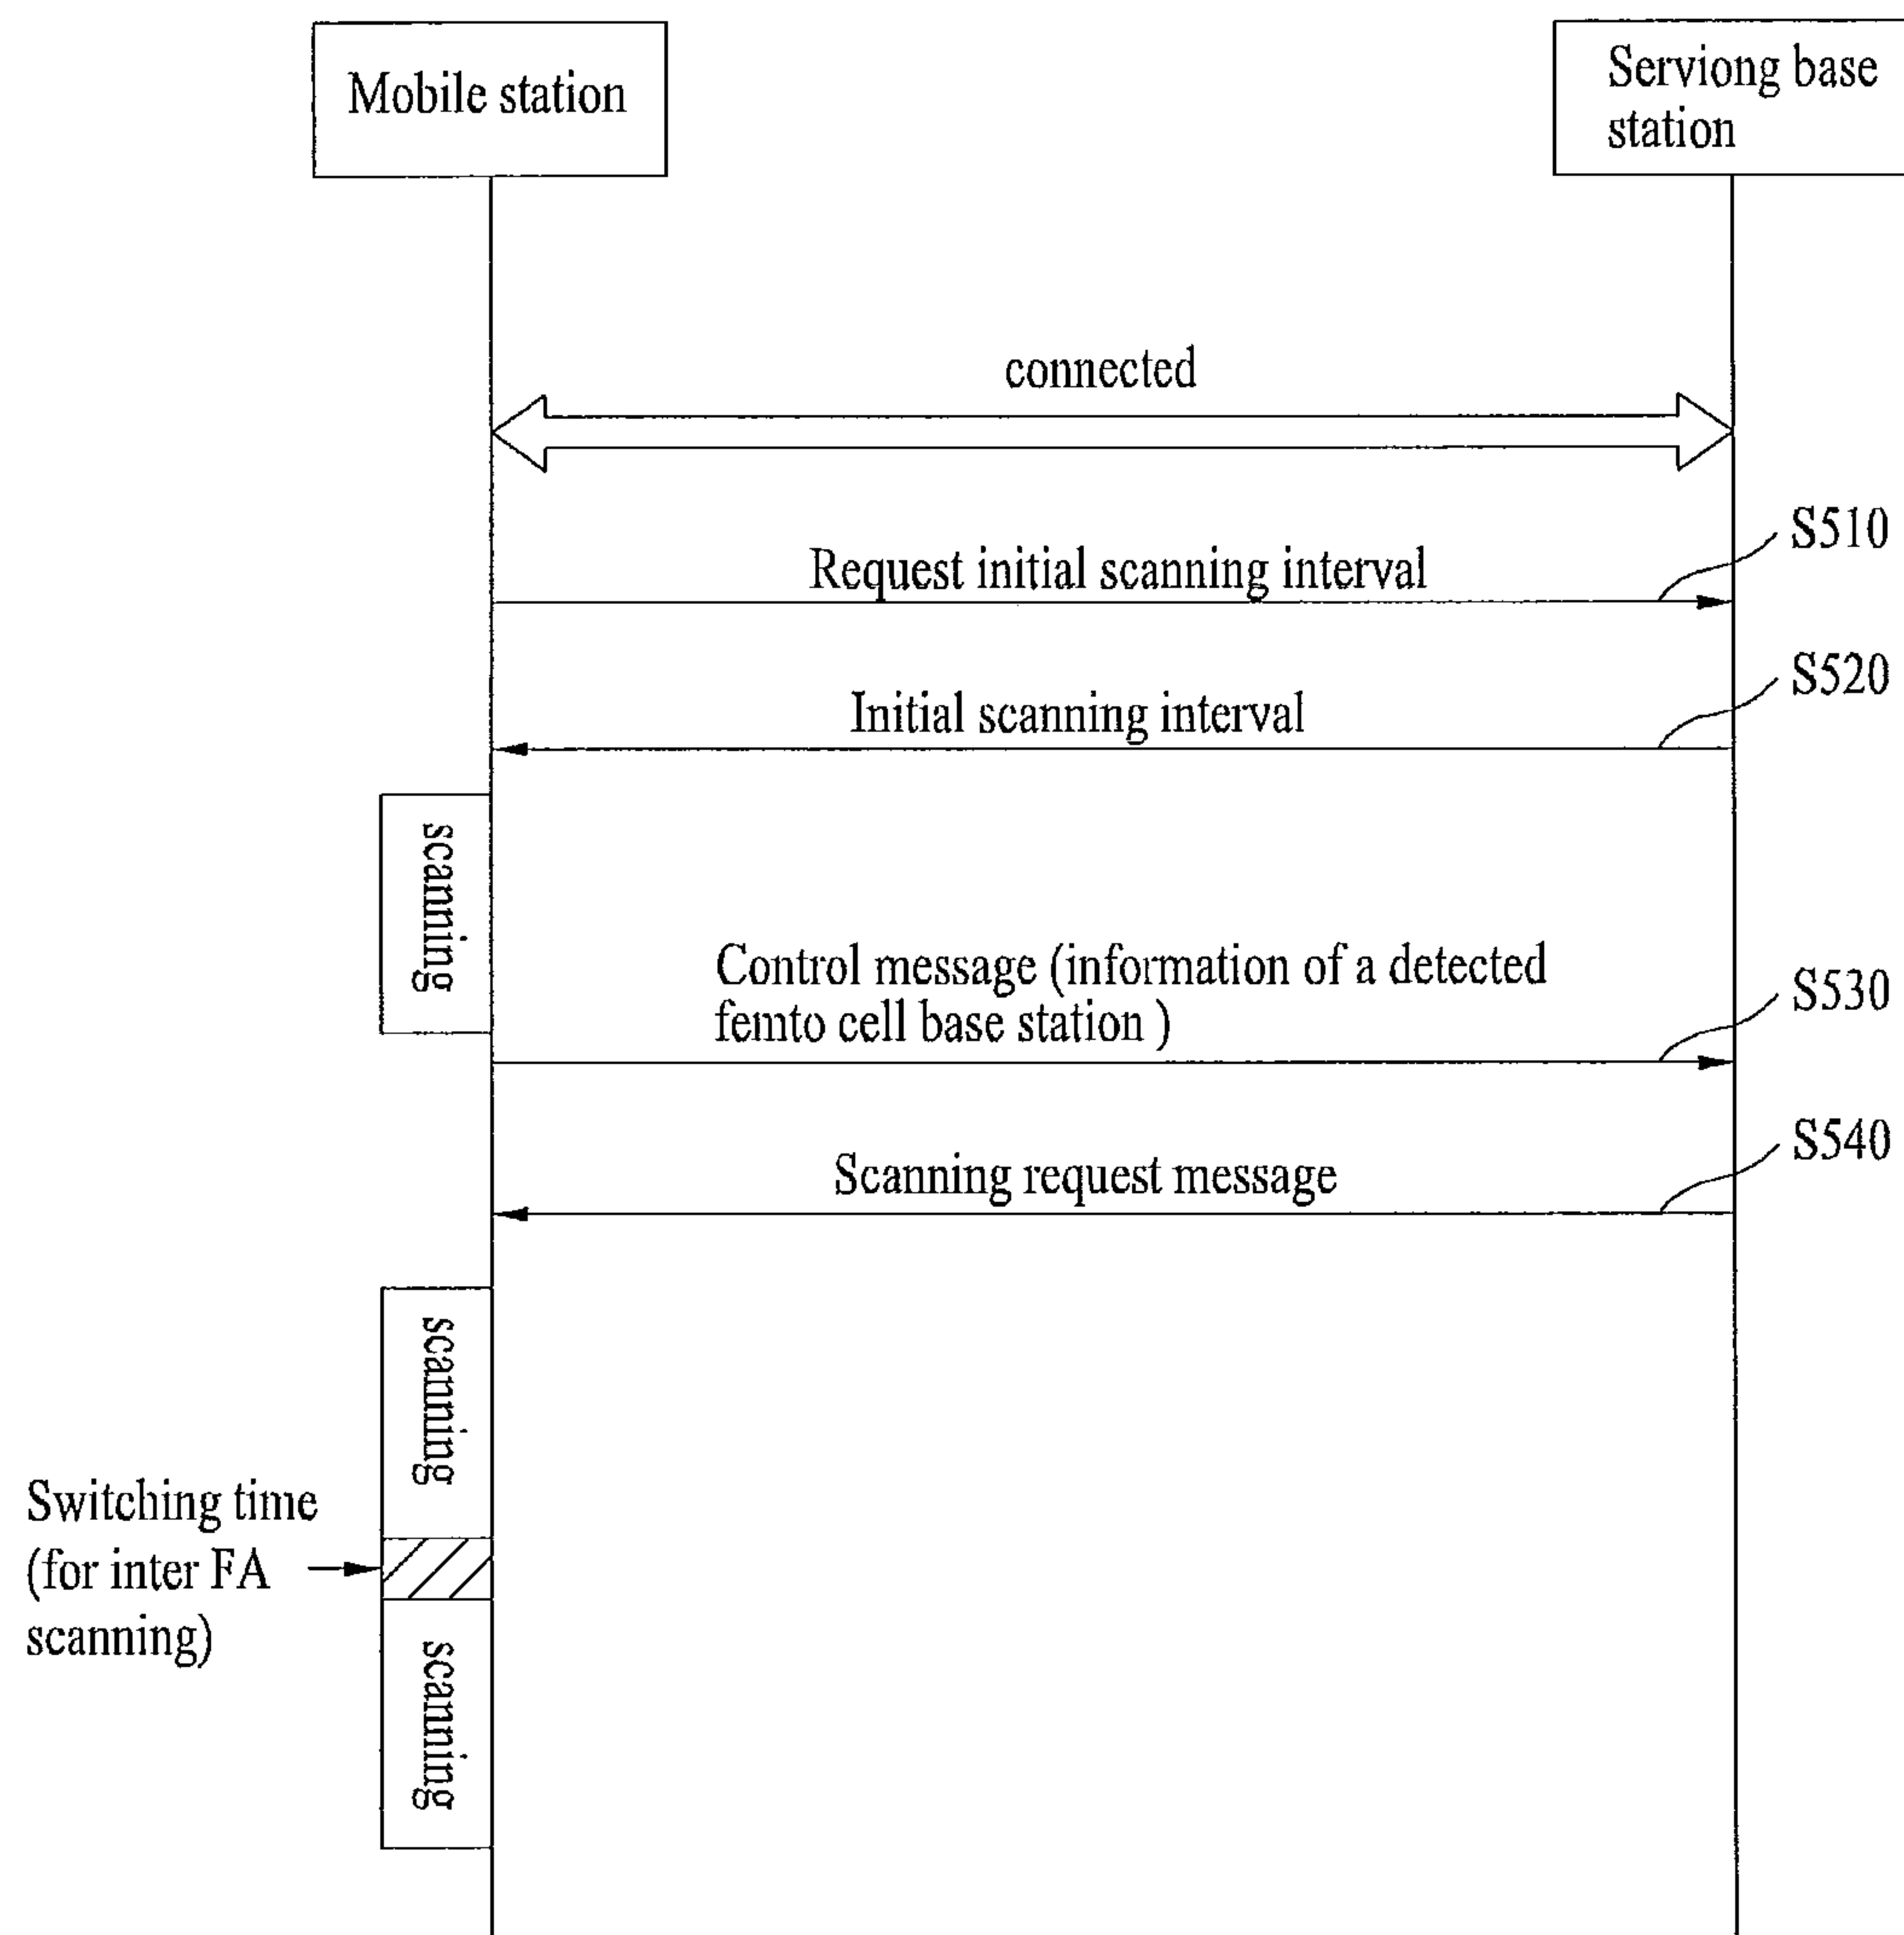 Mobile station
Serviong base
station
connected
S510
Request initial scanning interval
S520
Initial scanning interval
scanning
Control message (information of a detected
femto cell base station )
S530
S540
Scanning request message
scanning
Switching time
(for inter FA
scanning)
scanning